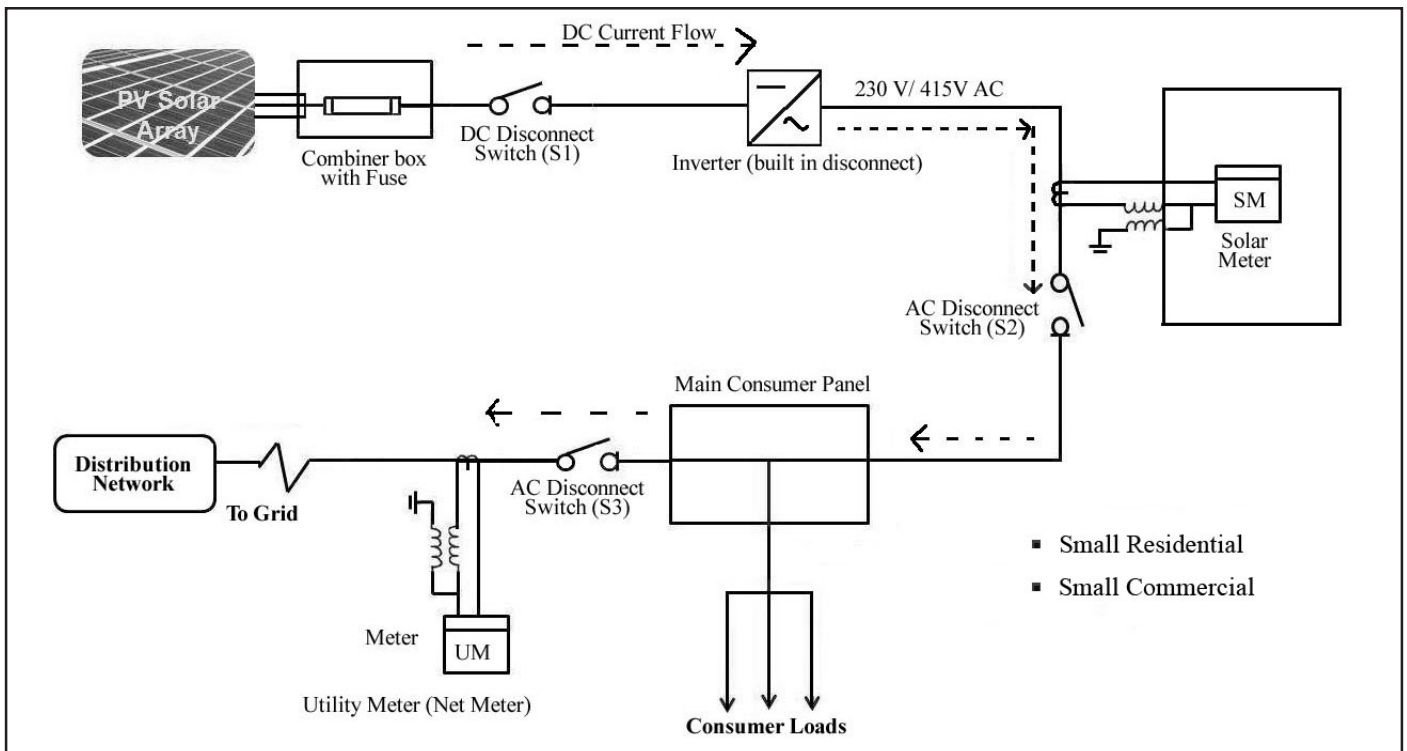 DC Current Flow
PV Solar
Array
230 V/ 415V AC
DC Disconnect
Switch (S1)
Combiner box
with Fuse
Inverter (built in disconnect)
SM
Solar
Meter
AC Disconnect
Switch (S2)
Main Consumer Panel
Distribution
Network
To Grid
AC Disconnect
Switch (S3)
▪ Small Residential
▪ Small Commercial
Meter
UM
Utility Meter (Net Meter)
Consumer Loads